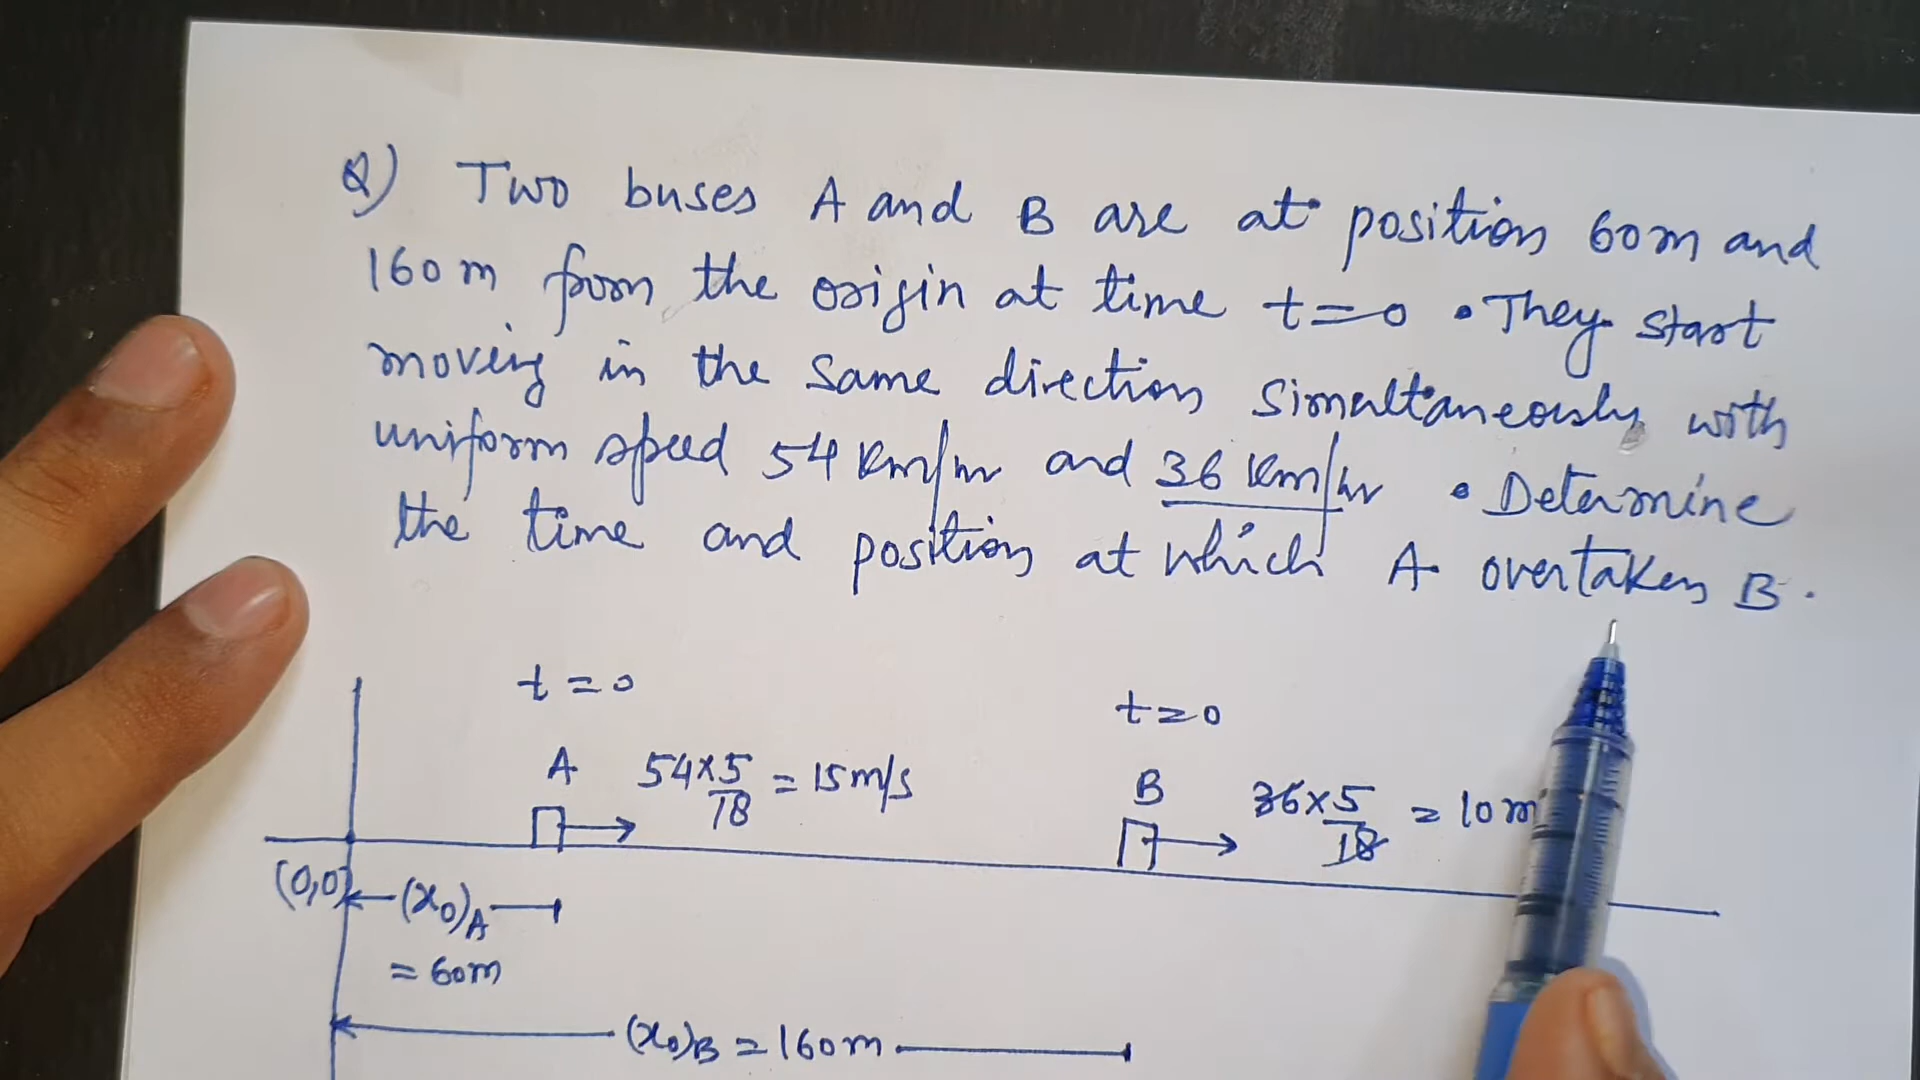 Q) Two buses A and B are at position 60m and
160m from the origin at time t=0. They start
moving in the same direction simultaneously with
uniform speed 54 km/hr and 36 km/hr. Determine
the time and position at which A overtakes B.
t=0
t=0
A 54×5/18 = 15m/s
B 36×5/18 = 10m
(0,0) (x₀)A
= 60m
(x₀)B = 160m